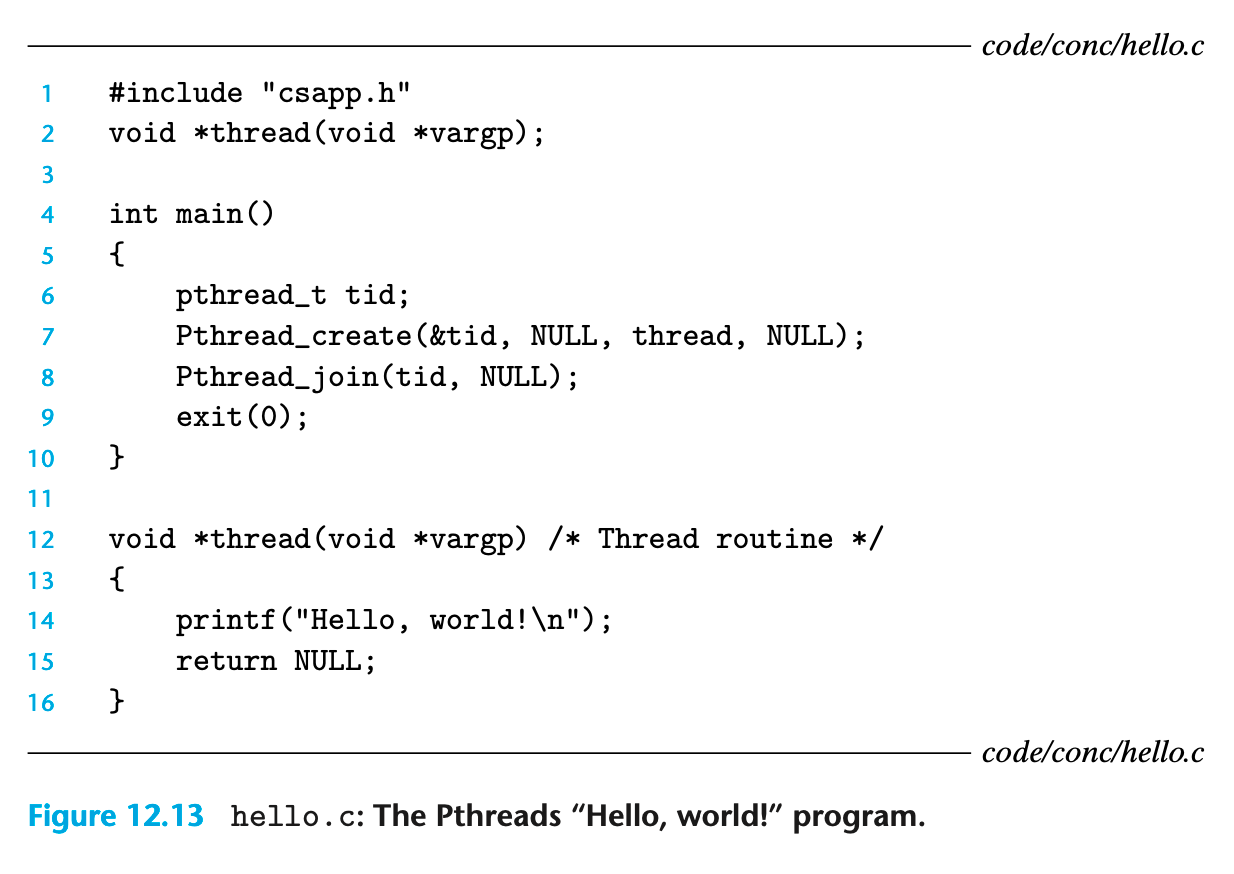 code/conc/hello.c
1 #include "csapp.h"
2 void *thread(void *vargp);
3
4 int main()
5 {
6     pthread_t tid;
7     Pthread_create(&tid, NULL, thread, NULL);
8     Pthread_join(tid, NULL);
9     exit(0);
10 }
11
12 void *thread(void *vargp) /* Thread routine */
13 {
14     printf("Hello, world!\n");
15     return NULL;
16 }
code/conc/hello.c
Figure 12.13 hello.c: The Pthreads “Hello, world!” program.